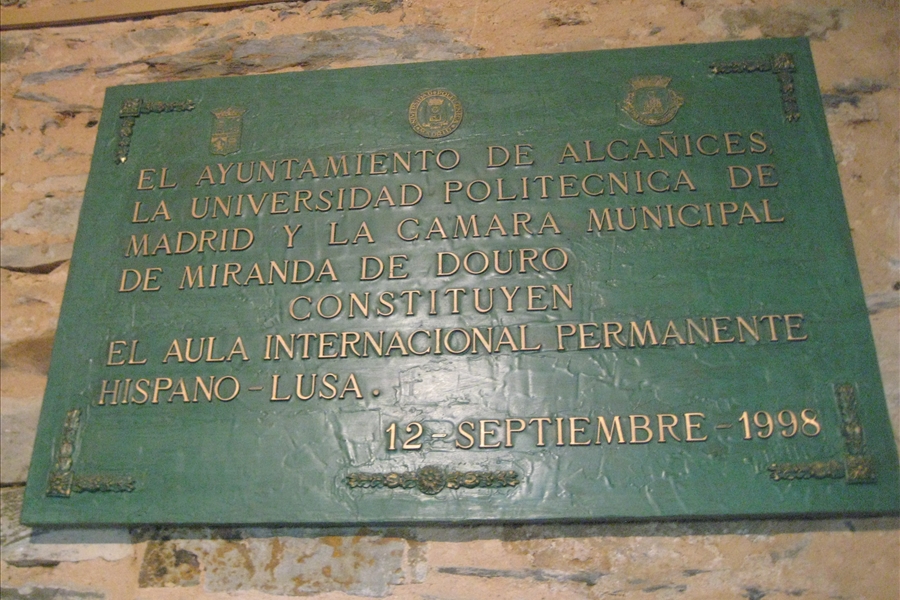 EL AYUNTAMIENTO DE ALCAÑICES,
LA UNIVERSIDAD POLITECNICA DE
MADRID Y LA CAMARA MUNICIPAL
DE MIRANDA DE DOURO
CONSTITUYEN
EL AULA INTERNACIONAL PERMANENTE
HISPANO-LUSA.
12-SEPTIEMBRE-1998